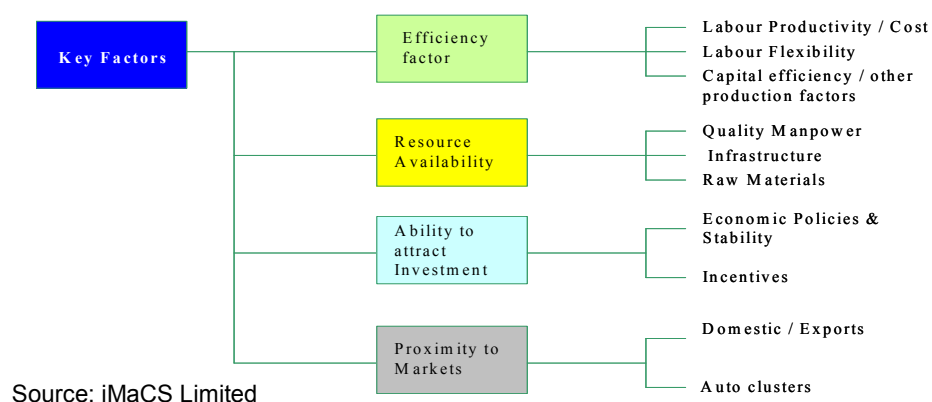 Key Factors
Efficiency
factor
Labour Productivity / Cost
Labour Flexibility
Capital efficiency / other
production factors
Resource
Availability
Quality Manpower
Infrastructure
Raw Materials
Ability to
attract
Investment
Economic Policies &
Stability
Incentives
Proximity to
Markets
Domestic / Exports
Auto clusters
Source: iMaCS Limited